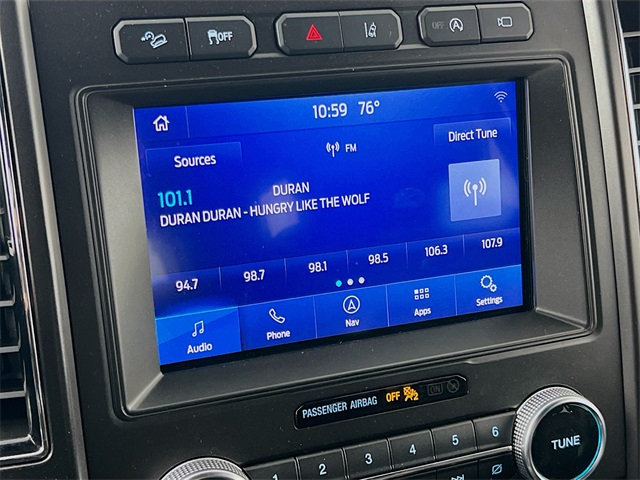 OFF
A
10:59 76°
Sources
FM
Direct Tune
101.1
DURAN
DURAN DURAN - HUNGRY LIKE THE WOLF
94.7 98.7 98.1 98.5 106.3 107.9
Audio Phone Nav Apps Settings
PASSENGER AIRBAG OFF 2 ON
1 2 3 4 5 6
TUNE